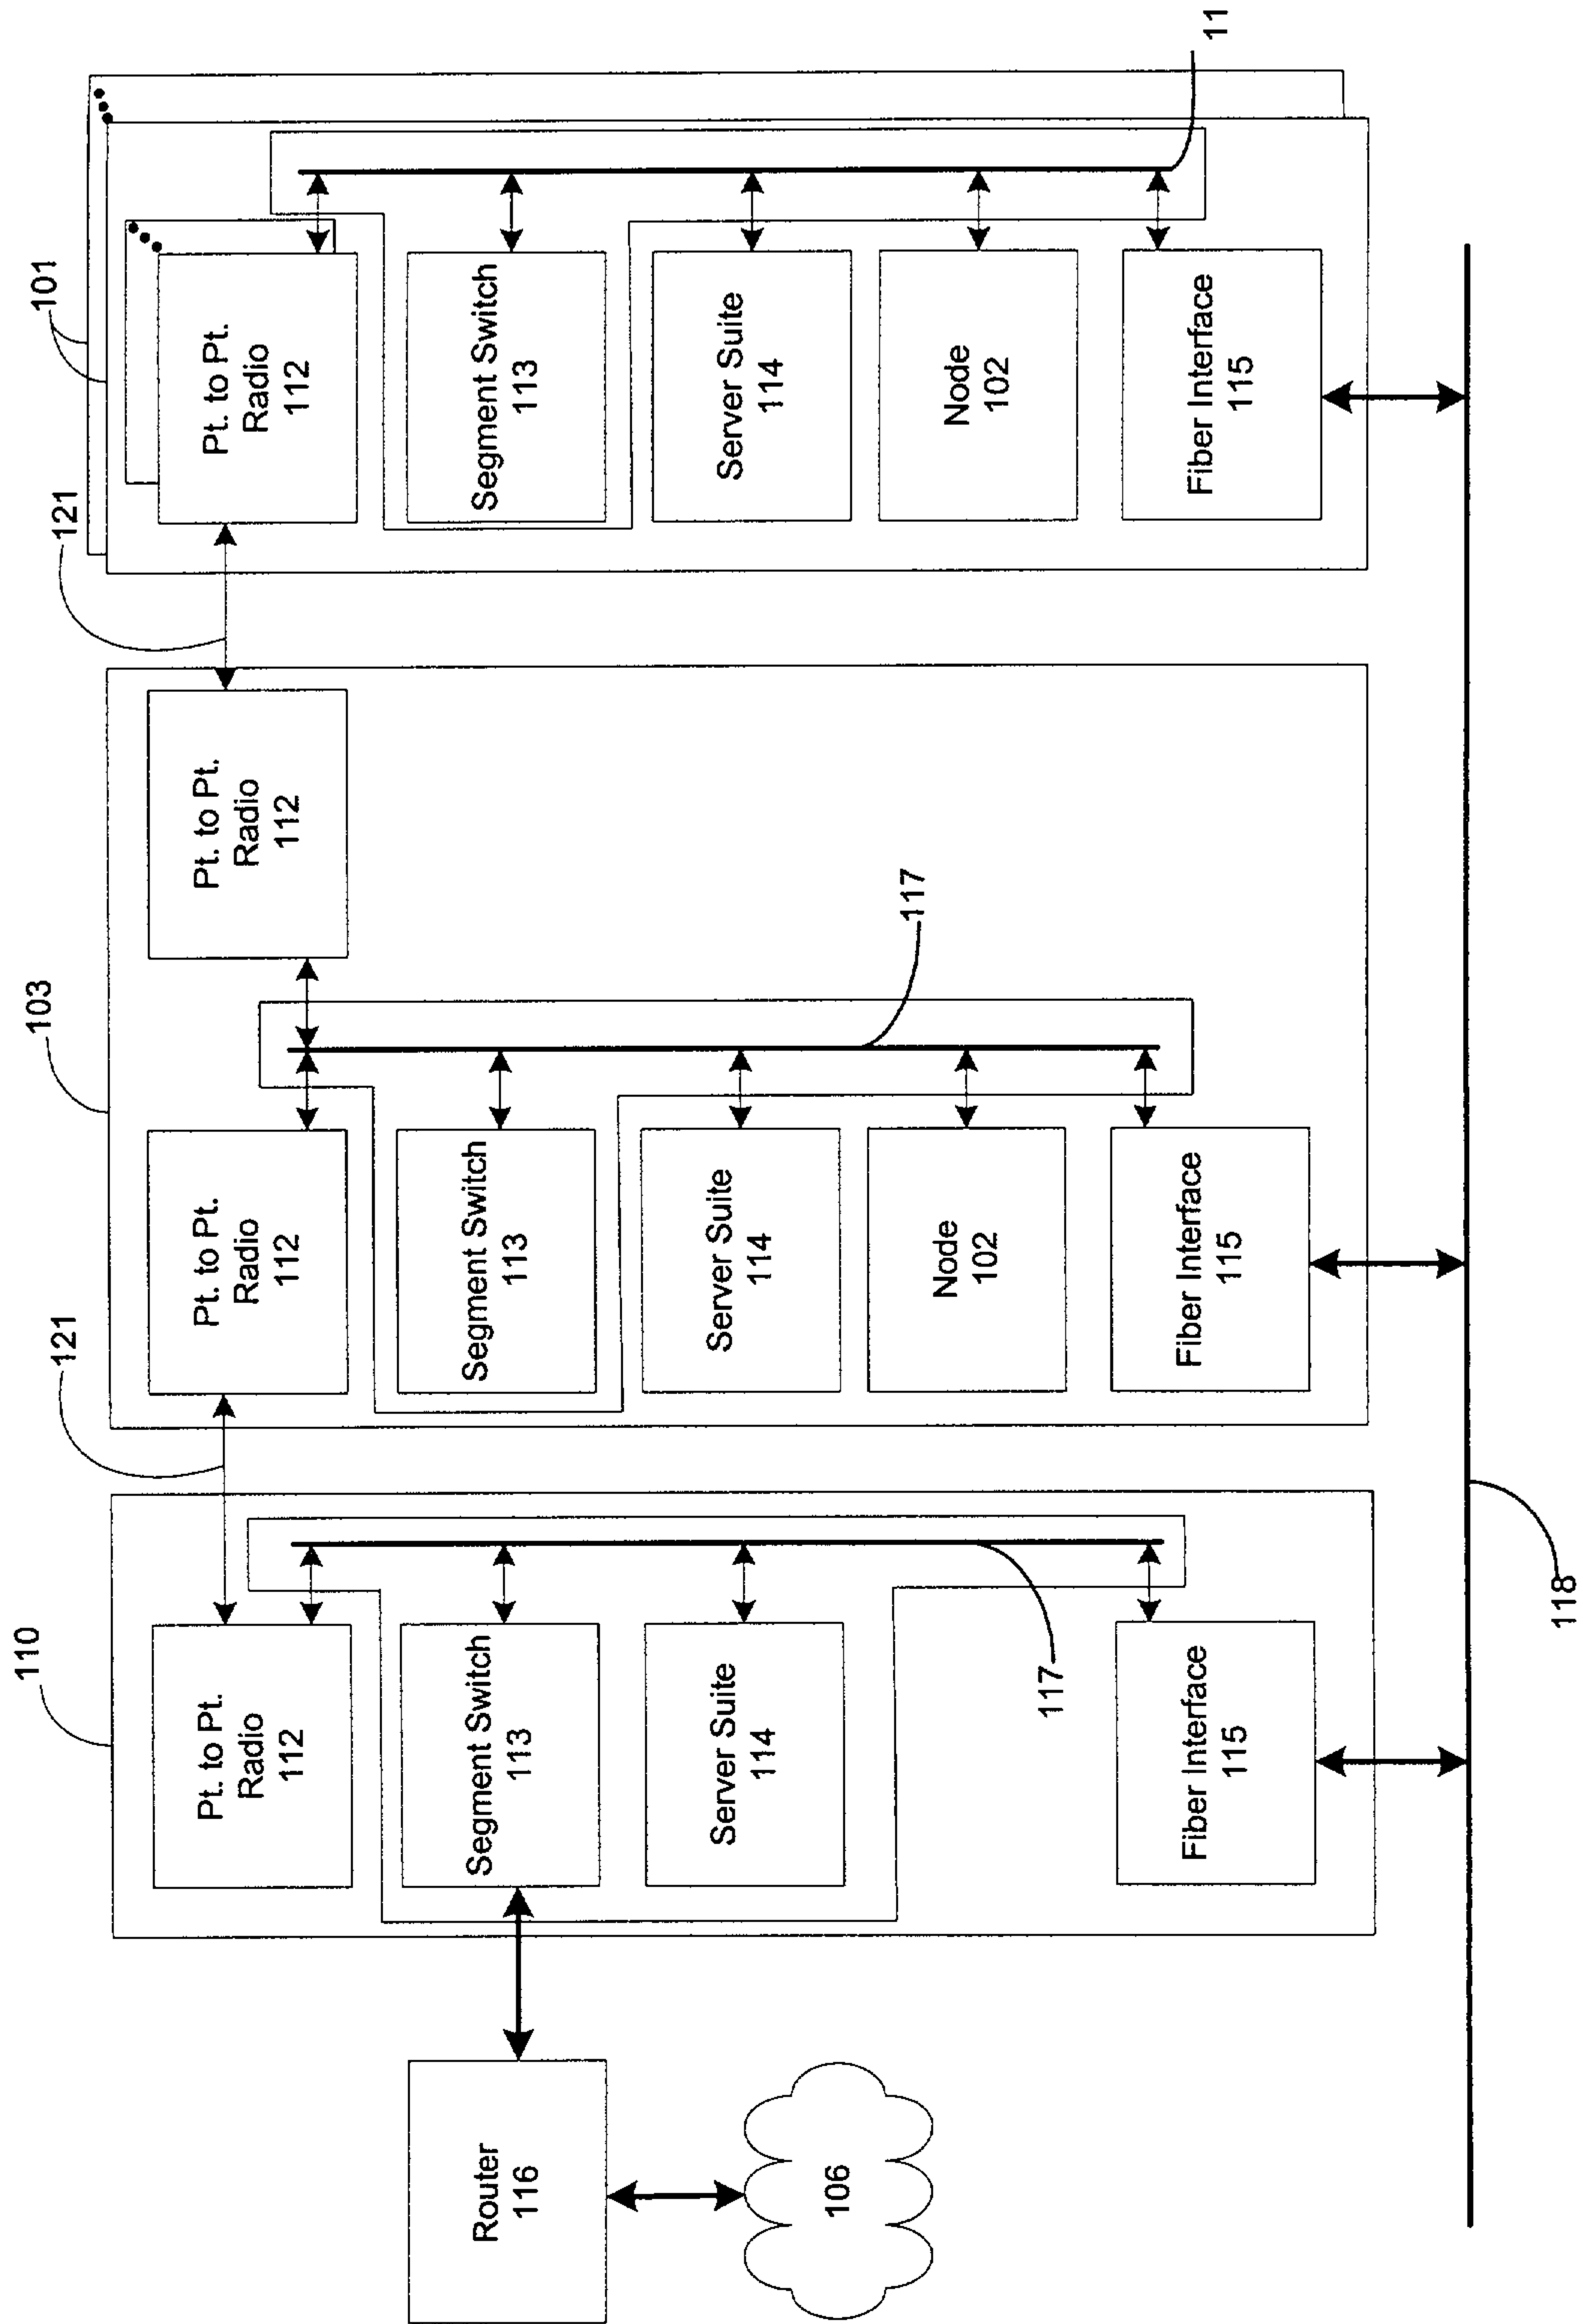 110
Pt. to Pt.
Radio
112
Segment Switch
113
Server Suite
114
Fiber Interface
115
117
Router
116
106
121
103
Pt. to Pt.
Radio
112
Pt. to Pt.
Radio
112
Segment Switch
113
Server Suite
114
Node
102
Fiber Interface
115
117
121
101
Pt. to Pt.
Radio
112
Segment Switch
113
Server Suite
114
Node
102
Fiber Interface
115
11
118